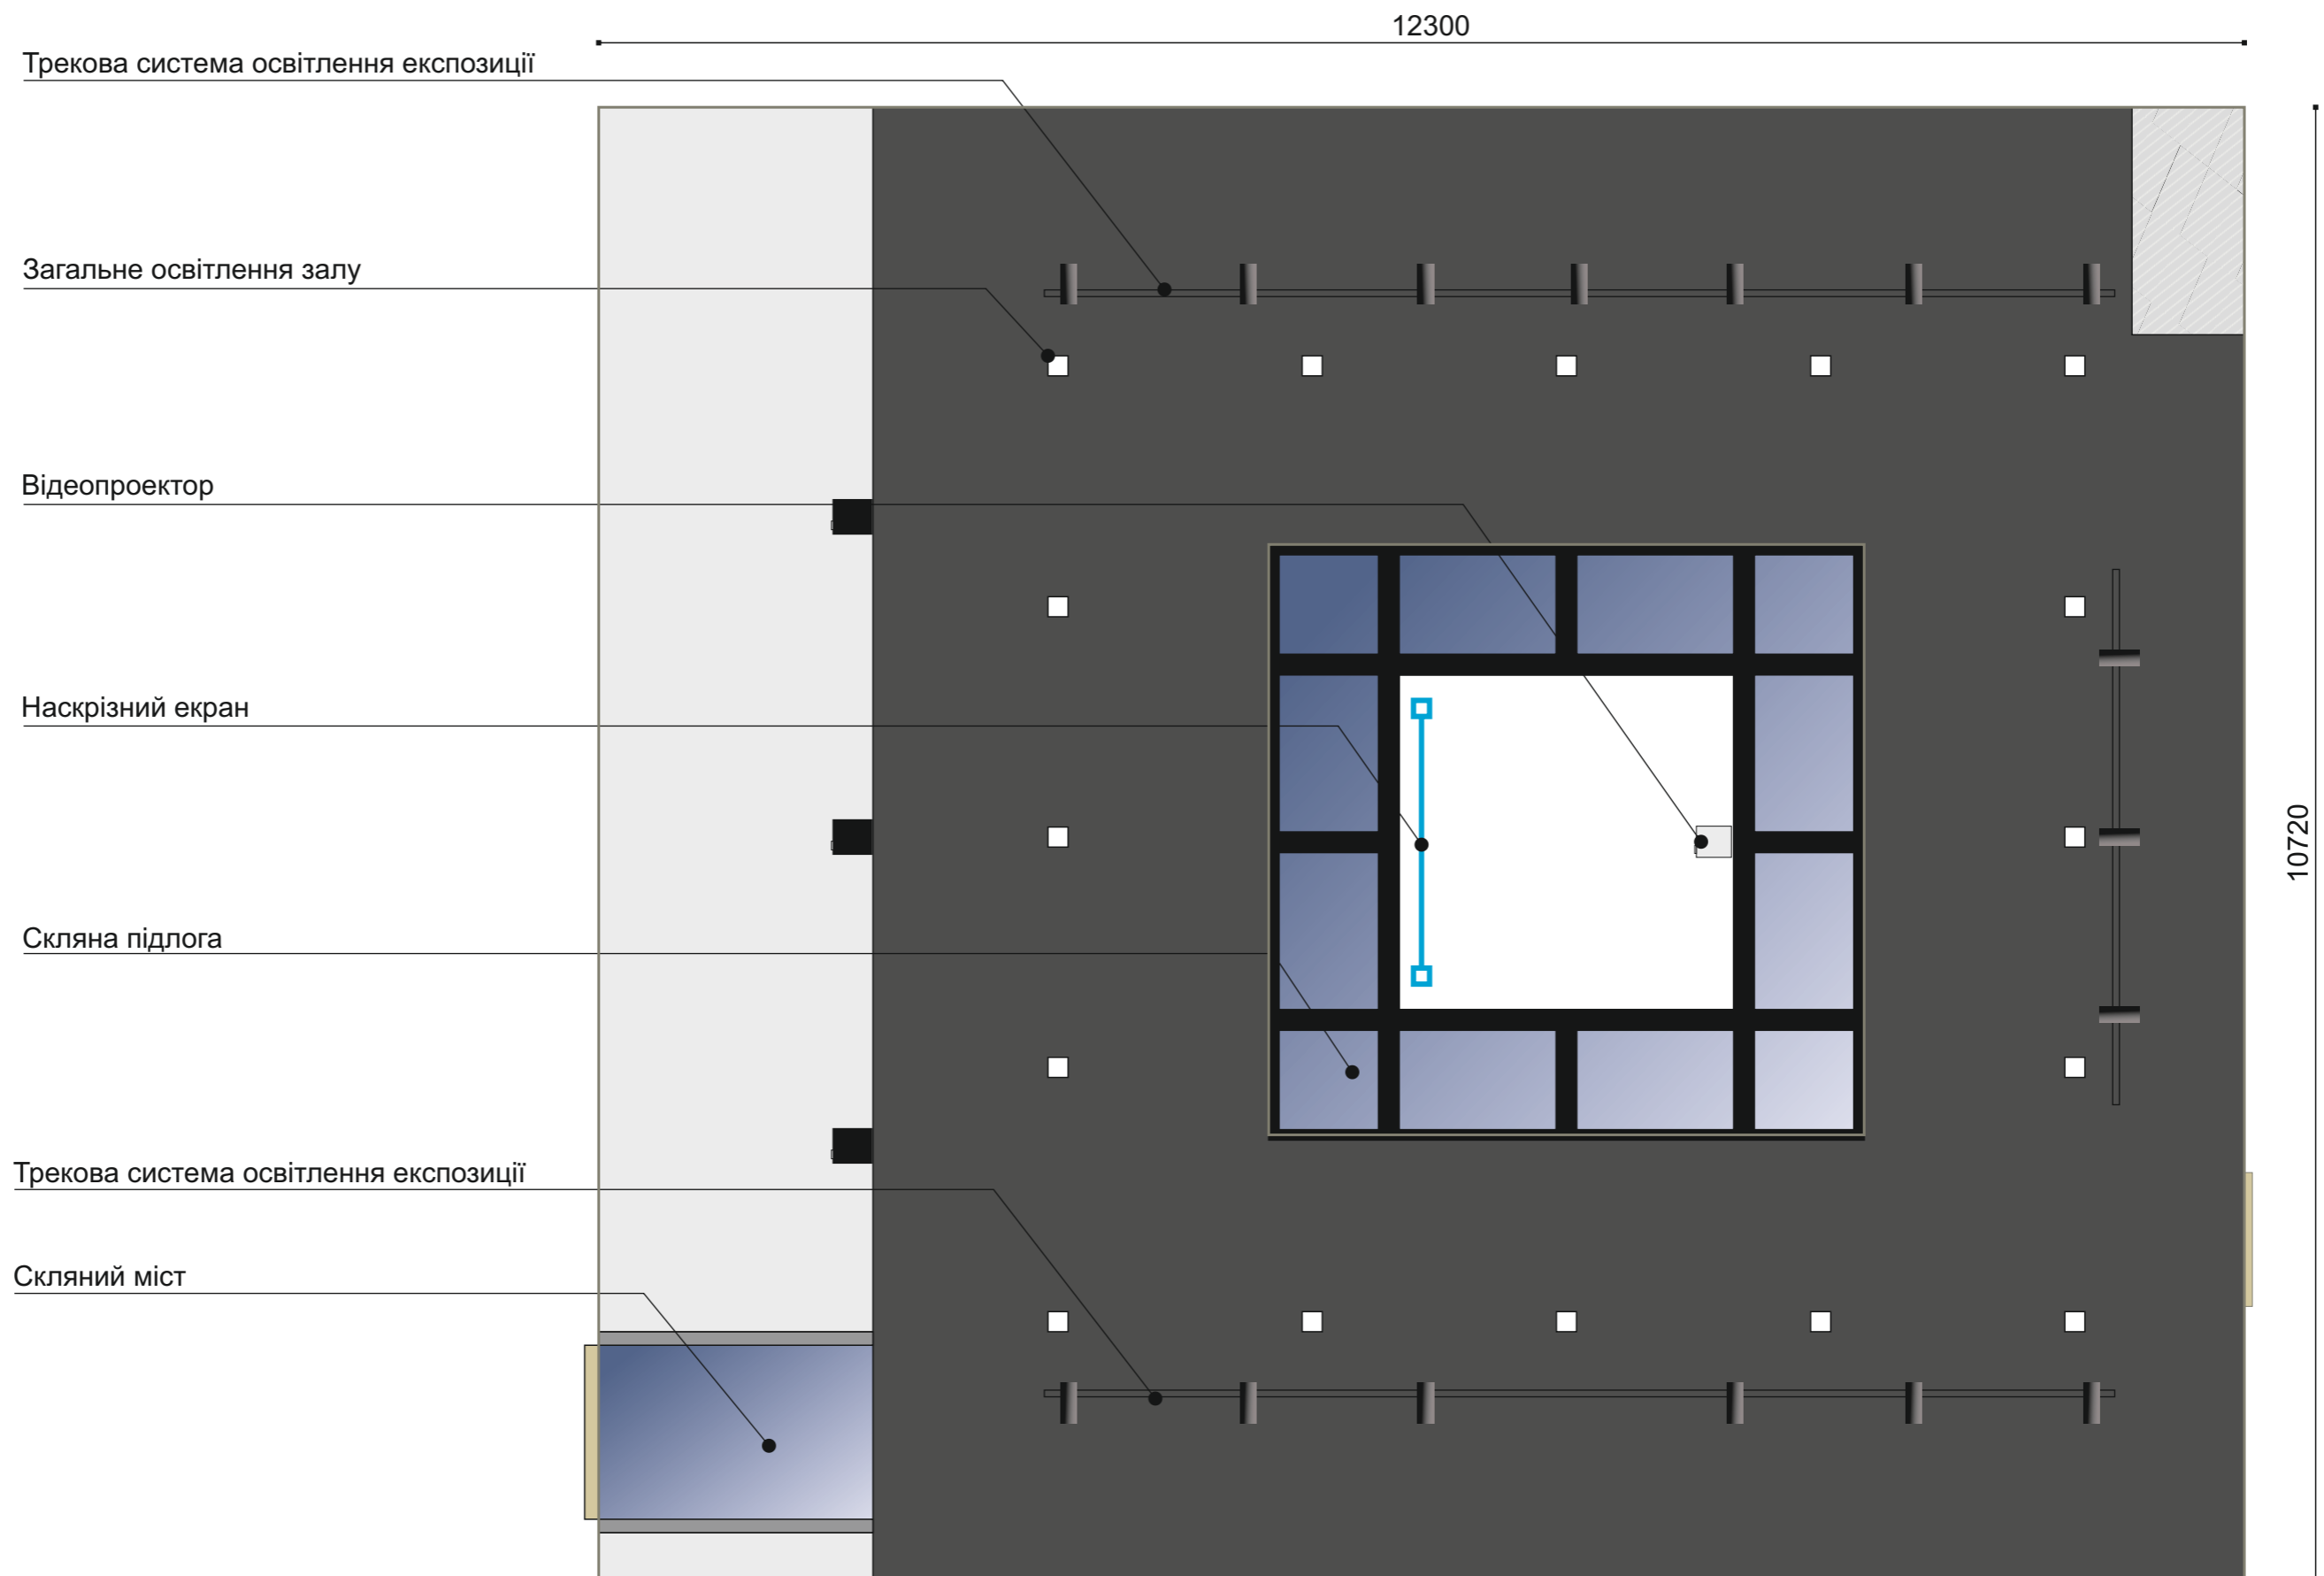 12300
Трекова система освітлення експозиції
Загальне освітлення залу
Відеопроектор
Наскрізний екран
10720
Скляна підлога
Трекова система освітлення експозиції
Скляний міст